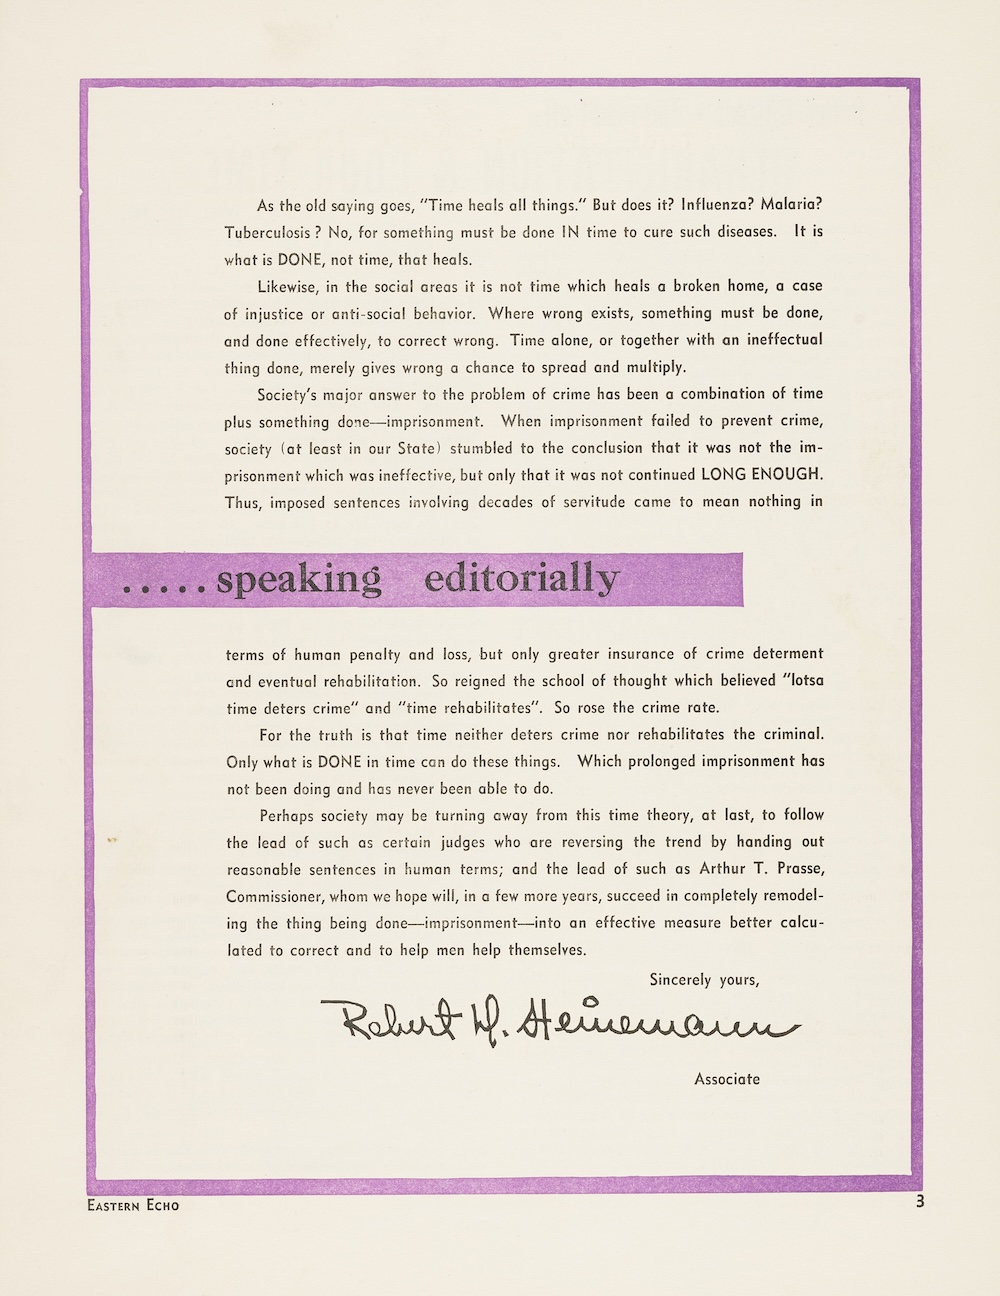 As the old saying goes, "Time heals all things." But does it? Influenza? Malaria?
Tuberculosis? No, for something must be done IN time to cure such diseases. It is
what is DONE, not time, that heals.
Likewise, in the social areas it is not time which heals a broken home, a case
of injustice or anti-social behavior. Where wrong exists, something must be done,
and done effectively, to correct wrong. Time alone, or together with an ineffectual
thing done, merely gives wrong a chance to spread and multiply.
Society's major answer to the problem of crime has been a combination of time
plus something done—imprisonment. When imprisonment failed to prevent crime,
society (at least in our State) stumbled to the conclusion that it was not the im-
prisonment which was ineffective, but only that it was not continued LONG ENOUGH.
Thus, imposed sentences involving decades of servitude came to mean nothing in
.....speaking editorially
terms of human penalty and loss, but only greater insurance of crime determent
and eventual rehabilitation. So reigned the school of thought which believed "lotsa
time deters crime" and "time rehabilitates". So rose the crime rate.
For the truth is that time neither deters crime nor rehabilitates the criminal.
Only what is DONE in time can do these things. Which prolonged imprisonment has
not been doing and has never been able to do.
Perhaps society may be turning away from this time theory, at last, to follow
the lead of such as certain judges who are reversing the trend by handing out
reasonable sentences in human terms; and the lead of such as Arthur T. Prasse,
Commissioner, whom we hope will, in a few more years, succeed in completely remodel-
ing the thing being done—imprisonment—into an effective measure better calcu-
lated to correct and to help men help themselves.
Sincerely yours,
Robert W. Heinemann
Associate
EASTERN ECHO
3